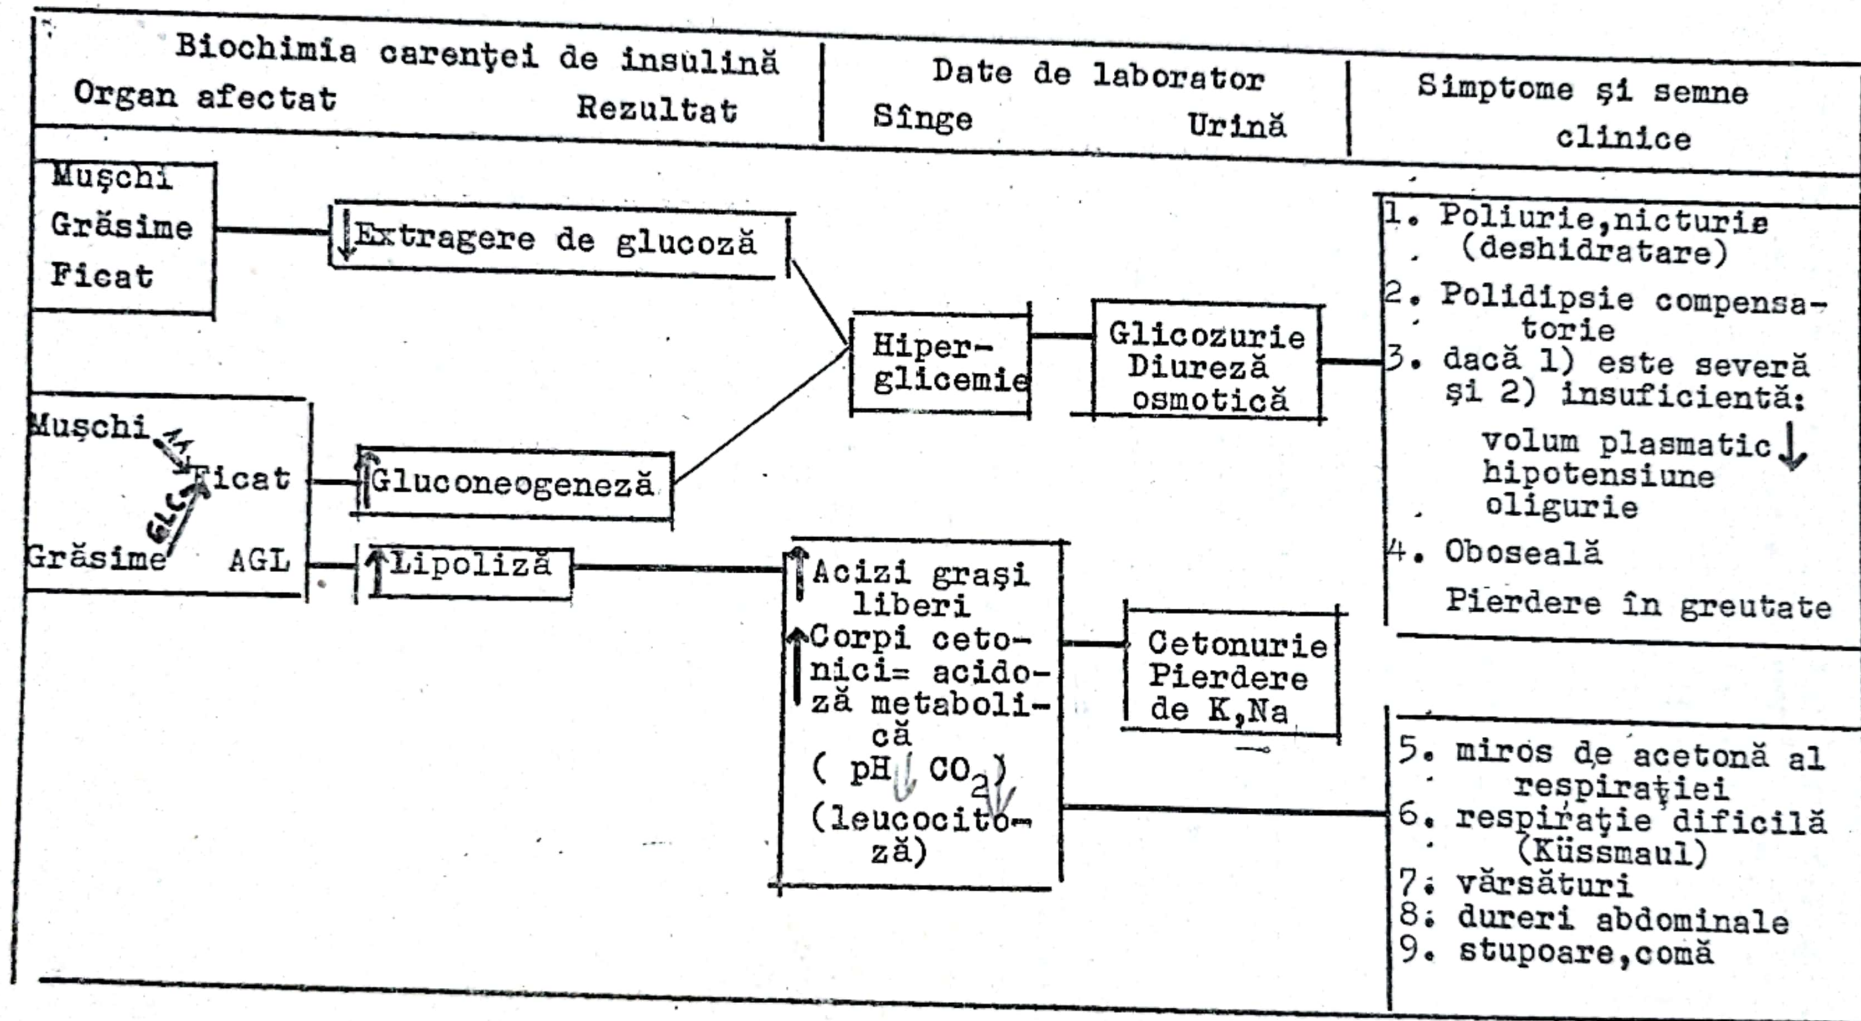 Biochimia carenţei de insulină
Organ afectat Rezultat
Date de laborator
Sînge Urină
Simptome şi semne
clinice
Muşchi
Grăsime
Ficat
↓Extragere de glucoză
Hiper-
glicemie
Glicozurie
Diureză
osmotică
1. Poliurie,nicturie
(deshidratare)
2. Polidipsie compensa-
torie
3. dacă 1) este severă
şi 2) insuficientă:
volum plasmatic↓
hipotensiune
oligurie
4. Oboseală
Pierdere în greutate
Muşchi
AA
Ficat
GLC
Grăsime AGL
↑Gluconeogeneză
↑Lipoliză
↑Acizi graşi
liberi
↑Corpi ceto-
nici= acido-
ză metaboli-
că
( pH↓ CO₂)↓
(leucocito-
ză)
Cetonurie
Pierdere
de K,Na
5. miros de acetonă al
respiraţiei
6. respiraţie dificilă
(Küssmaul)
7. vărsături
8. dureri abdominale
9. stupoare,comă